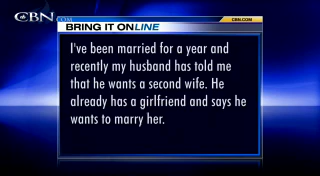 CBN.COM
CBN.COM
BRING IT ONLINE
I've been married for a year and
recently my husband has told me
that he wants a second wife. He
already has a girlfriend and says he
wants to marry her.